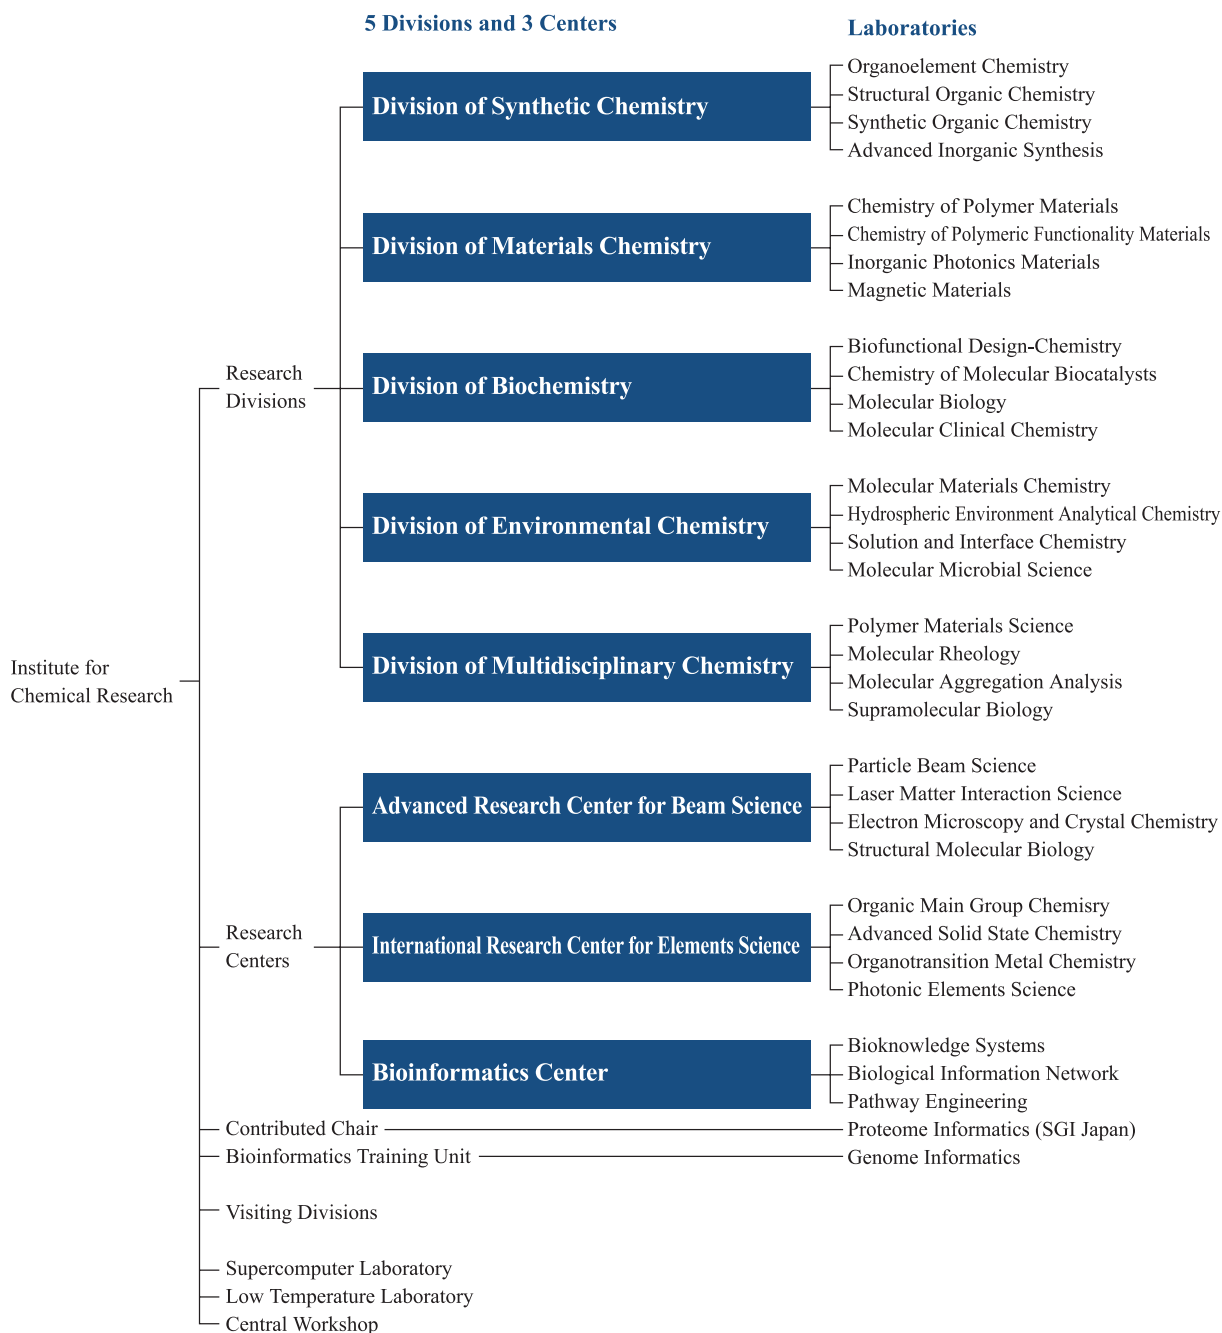 5 Divisions and 3 Centers
Laboratories
Institute for
Chemical Research
Research
Divisions
Division of Synthetic Chemistry
Organoelement Chemistry
Structural Organic Chemistry
Synthetic Organic Chemistry
Advanced Inorganic Synthesis
Division of Materials Chemistry
Chemistry of Polymer Materials
Chemistry of Polymeric Functionality Materials
Inorganic Photonics Materials
Magnetic Materials
Division of Biochemistry
Biofunctional Design-Chemistry
Chemistry of Molecular Biocatalysts
Molecular Biology
Molecular Clinical Chemistry
Division of Environmental Chemistry
Molecular Materials Chemistry
Hydrospheric Environment Analytical Chemistry
Solution and Interface Chemistry
Molecular Microbial Science
Division of Multidisciplinary Chemistry
Polymer Materials Science
Molecular Rheology
Molecular Aggregation Analysis
Supramolecular Biology
Research
Centers
Advanced Research Center for Beam Science
Particle Beam Science
Laser Matter Interaction Science
Electron Microscopy and Crystal Chemistry
Structural Molecular Biology
International Research Center for Elements Science
Organic Main Group Chemisry
Advanced Solid State Chemistry
Organotransition Metal Chemistry
Photonic Elements Science
Bioinformatics Center
Bioknowledge Systems
Biological Information Network
Pathway Engineering
Contributed Chair
Proteome Informatics (SGI Japan)
Bioinformatics Training Unit
Genome Informatics
Visiting Divisions
Supercomputer Laboratory
Low Temperature Laboratory
Central Workshop